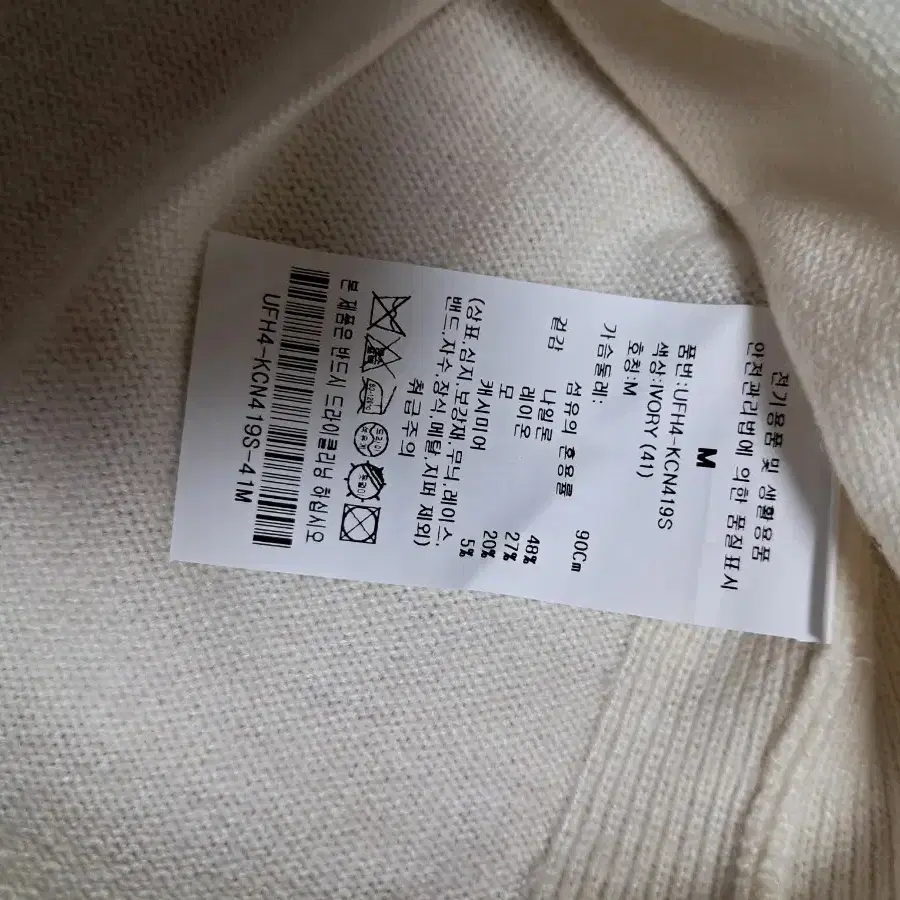 전기용품 및 생활용품
안전관리법에 의한 품질표시
M
품번:UFH4-KCN419S
색상:IVORY (41)
호칭:M
가슴둘레: 90Cm
섬유의 혼용률
겉감 나일론 48%
레이온 27%
모 20%
캐시미어 5%
(상표,심지,보강재,무늬,레이스,
밴드,자수,장식,메탈,지퍼 제외)
취급주의
본 제품은 반드시 드라이클리닝 하십시오
UFH4-KCN419S-41M